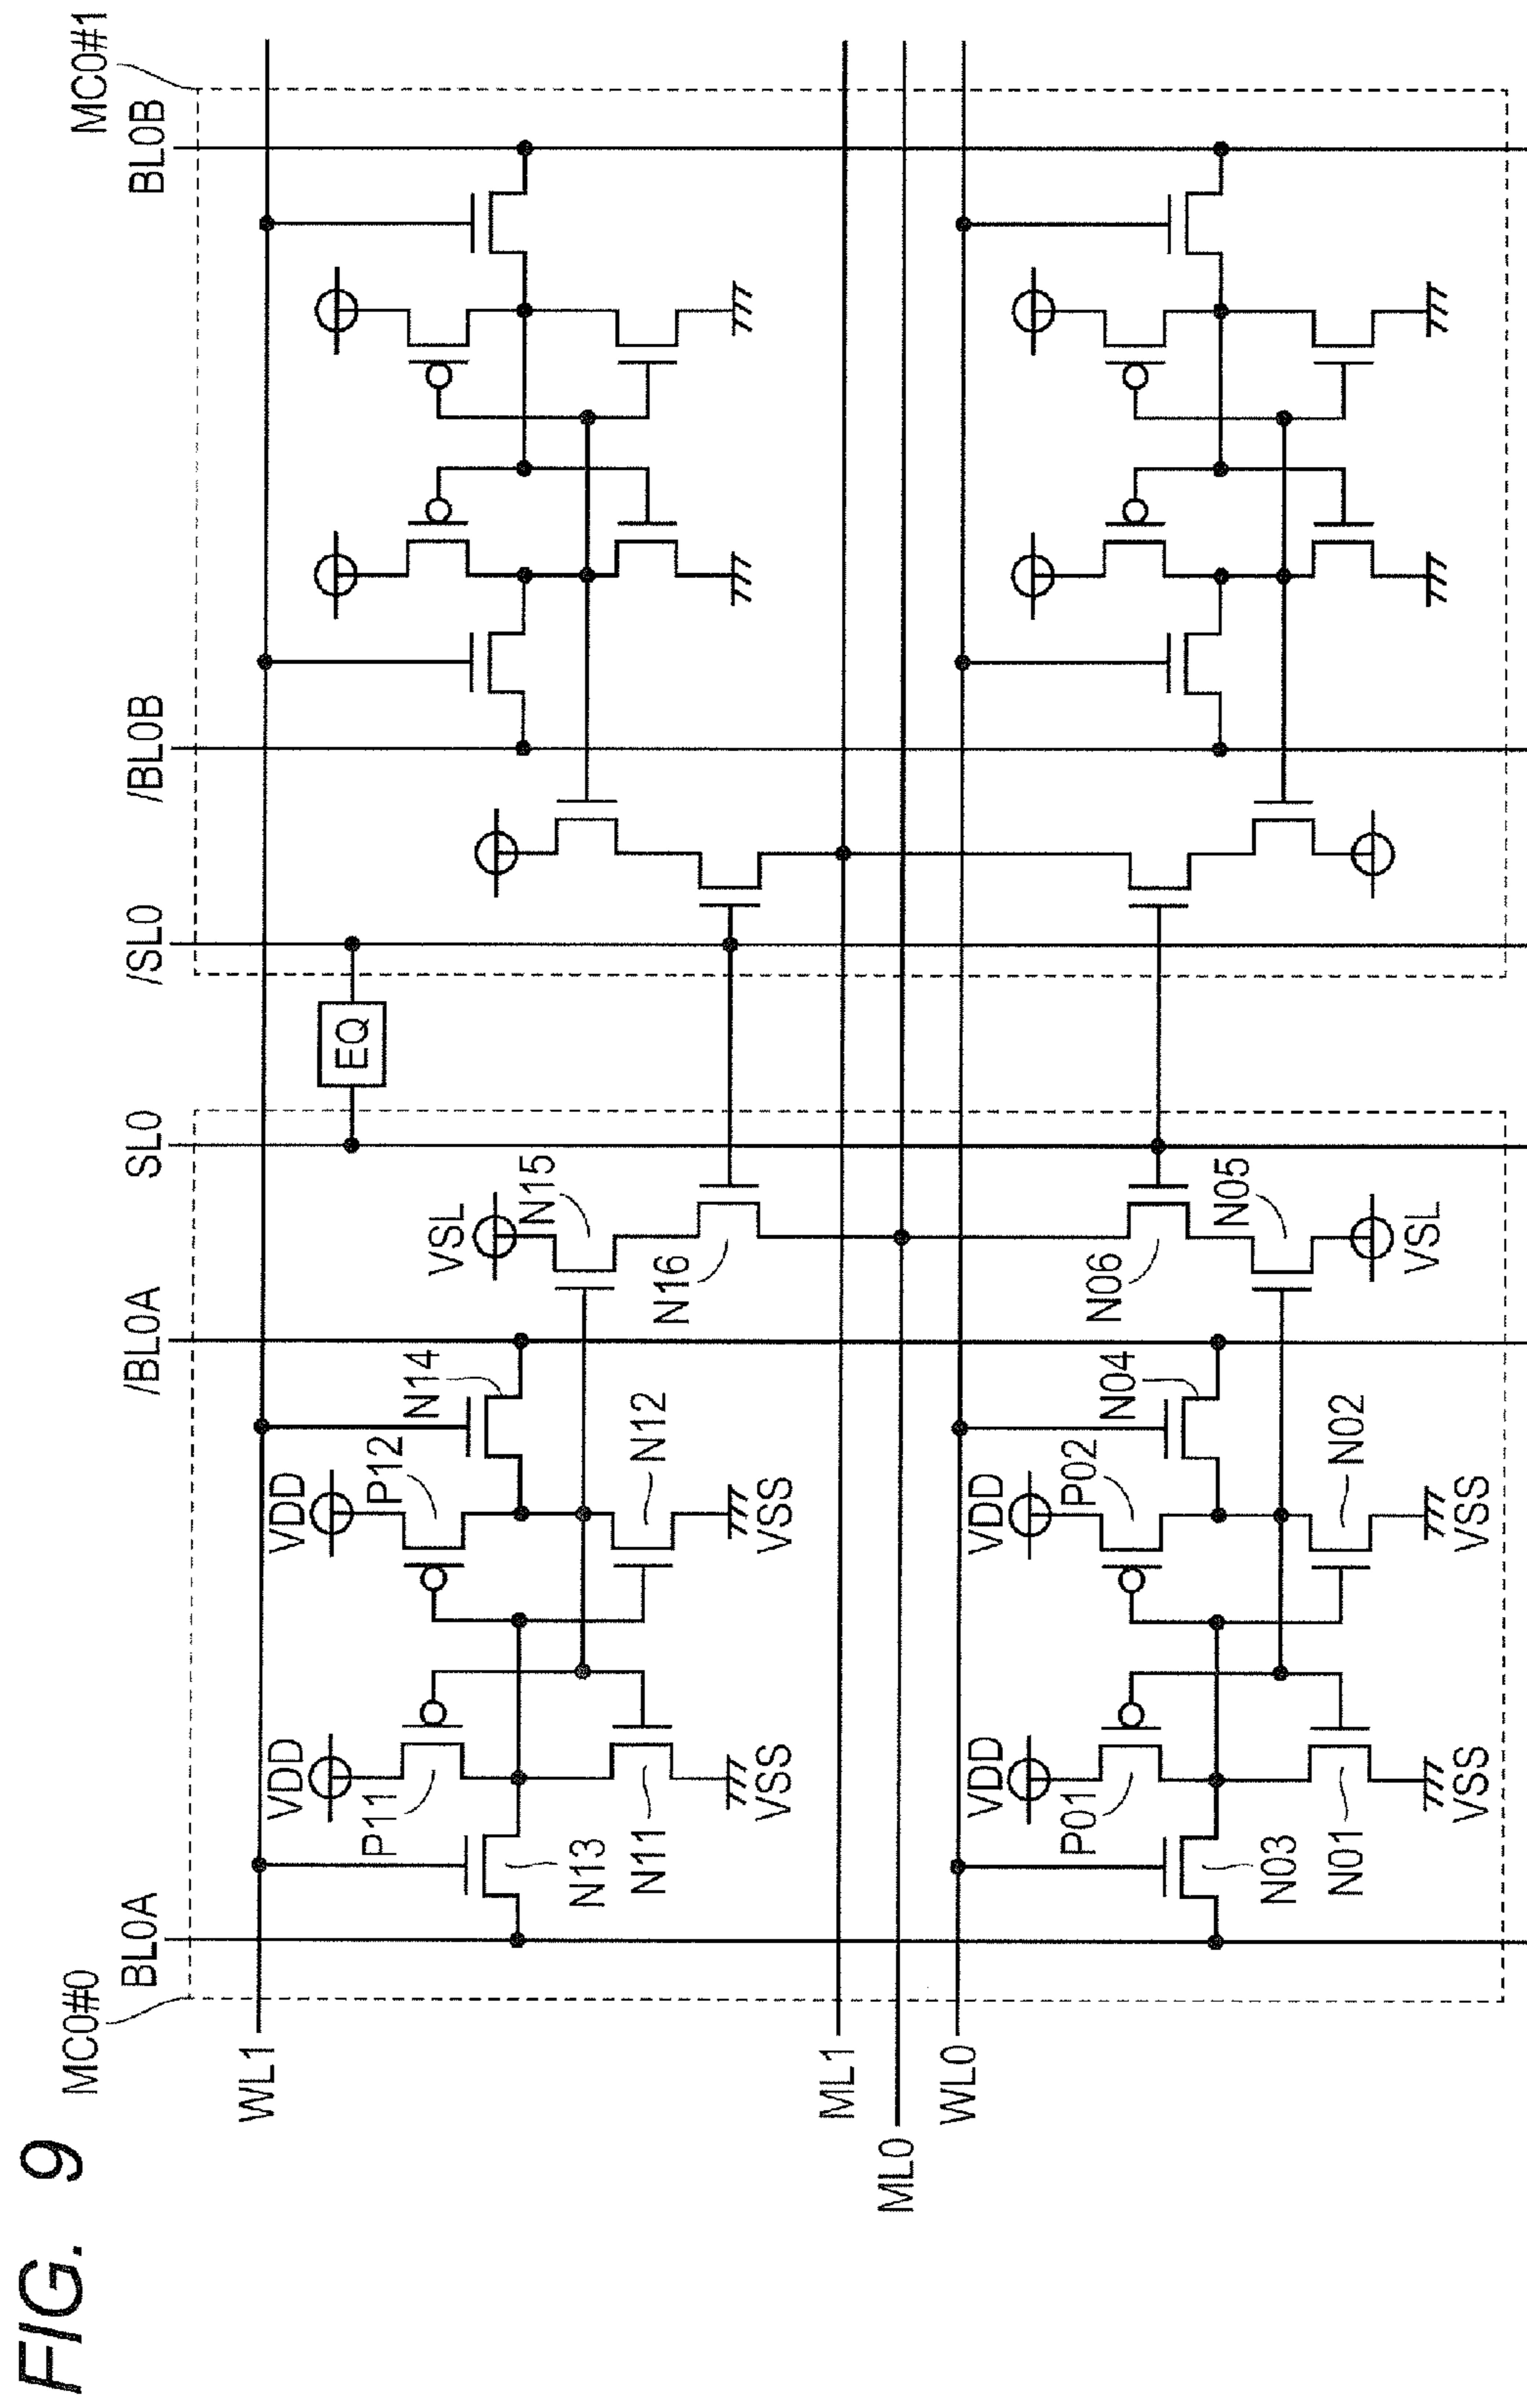 FIG. 9
MC0#0
MC0#1
BL0A
/BL0A
SL0
/SL0
/BL0B
BL0B
WL1
EQ
VDD
VDD
VSL
P11
P12
N14
N15
N13
N11
N12
N16
VSS
VSS
ML1
ML0
WL0
VDD
VDD
P01
P02
N04
N06
N03
N01
N02
N05
VSS
VSS
VSL